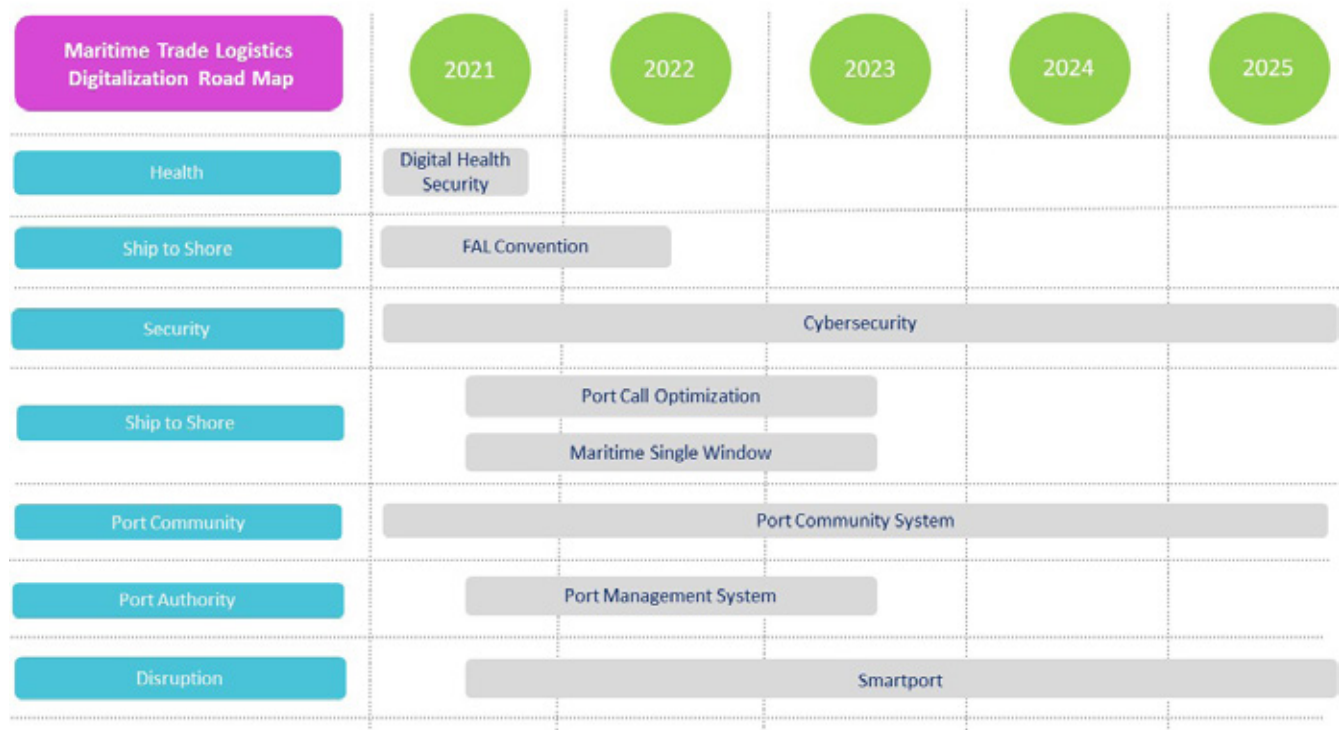 Maritime Trade Logistics
Digitalization Road Map
2021
2022
2023
2024
2025
Health
Digital Health
Security
Ship to Shore
FAL Convention
Security
Cybersecurity
Ship to Shore
Port Call Optimization
Maritime Single Window
Port Community
Port Community System
Port Authority
Port Management System
Disruption
Smartport